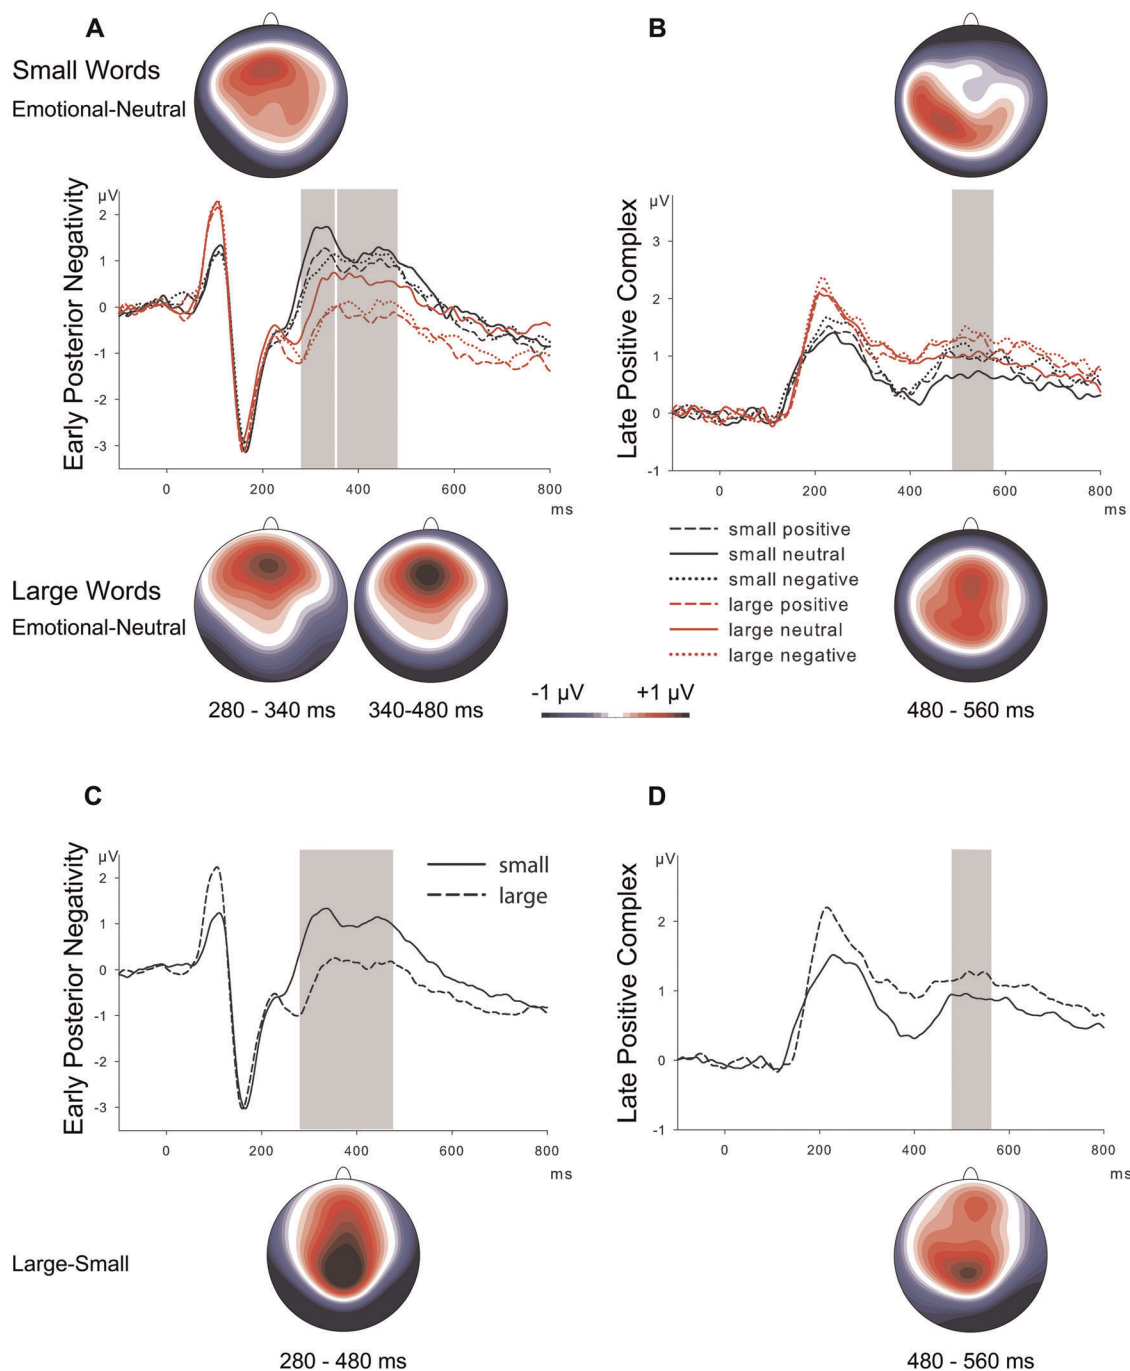 A
B
Small Words
Emotional-Neutral
Early Posterior Negativity
µV
2
1
0
-1
-2
-3
0 200 400 600 800
ms
Late Positive Complex
µV
3
2
1
0
-1
0 200 400 600 800
ms
small positive
small neutral
small negative
large positive
large neutral
large negative
Large Words
Emotional-Neutral
280 - 340 ms
340-480 ms
-1 µV +1 µV
480 - 560 ms
C
D
Early Posterior Negativity
µV
2
1
0
-1
-2
-3
0 200 400 600 800
ms
small
large
Late Positive Complex
µV
2
1
0
-1
0 200 400 600 800
ms
Large-Small
280 - 480 ms
480 - 560 ms